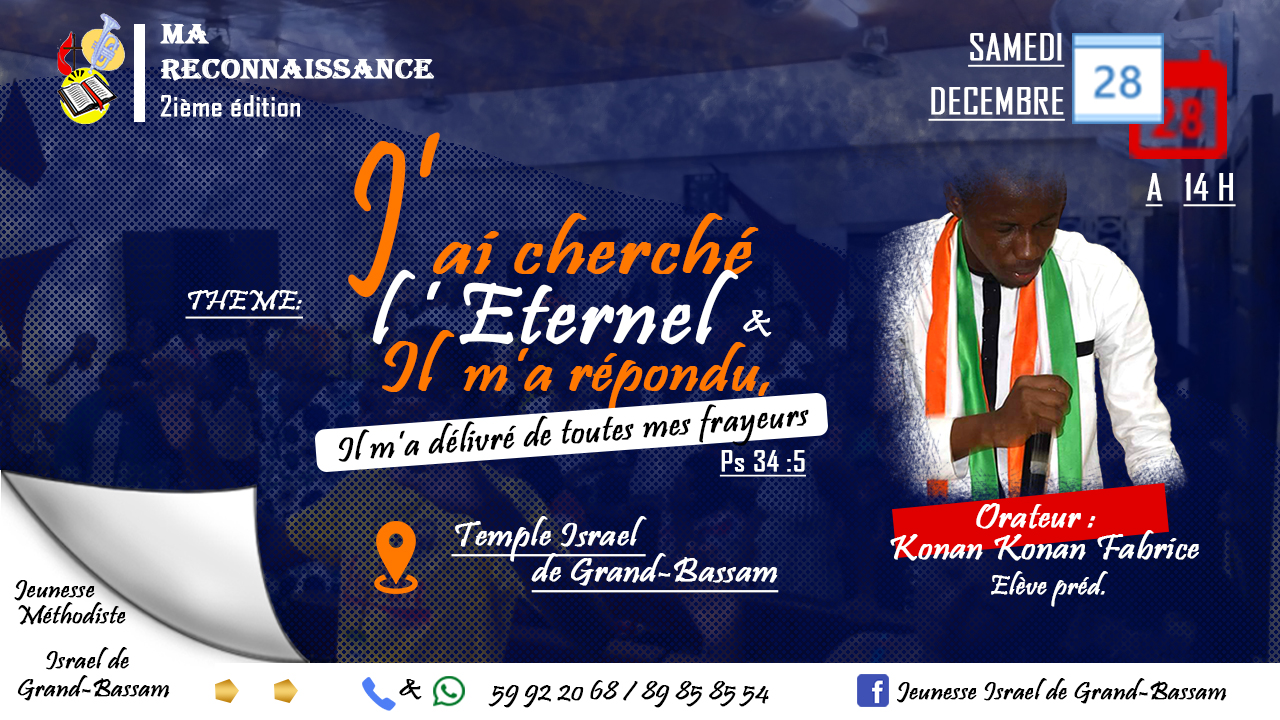 MA
RECONNAISSANCE
2ième édition
SAMEDI
DECEMBRE
28
28
A 14 H
THEME:
J'ai cherché
l'Eternel &
Il m'a répondu,
Il m'a délivré de toutes mes frayeurs
Ps 34 :5
Temple Israel
de Grand-Bassam
Orateur :
Konan Konan Fabrice
Elève préd.
Jeunesse
Méthodiste
Israel de
Grand-Bassam
& 59 92 20 68 / 89 85 85 54
f Jeunesse Israel de Grand-Bassam